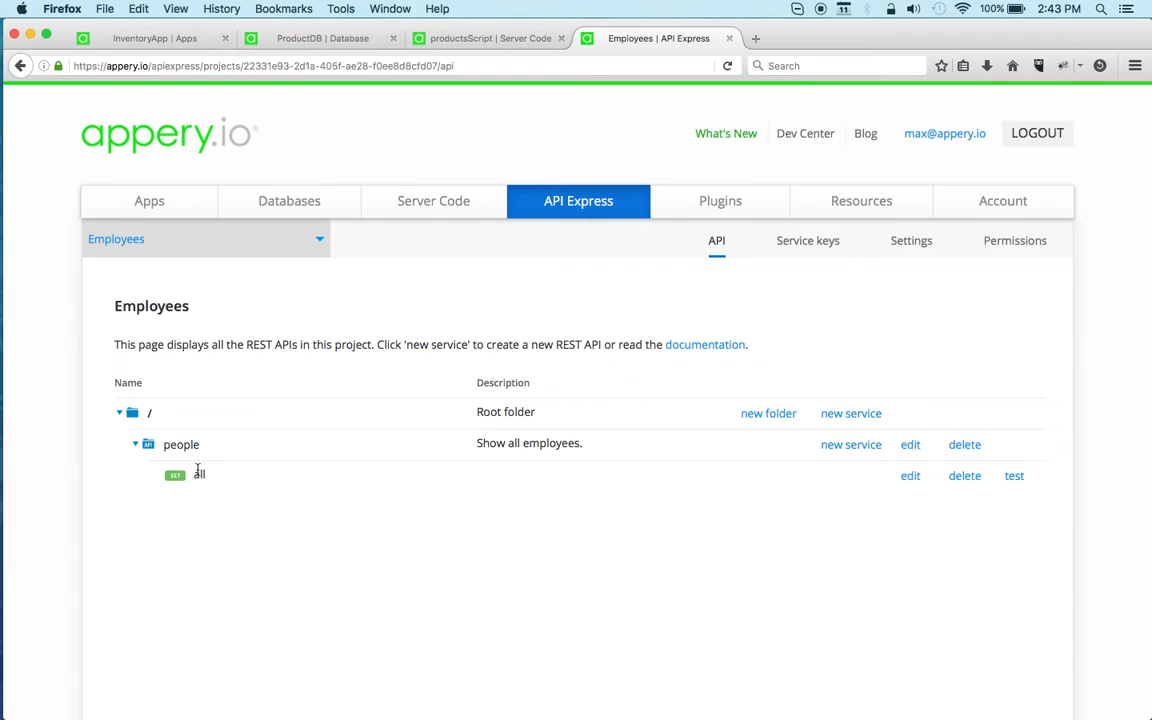 Firefox File Edit View History Bookmarks Tools Window Help 11 100% 2:43 PM
InventoryApp | Apps ProductDB | Database productsScript | Server Code Employees | API Express
https://appery.io/apiexpress/projects/22331e93-2d1a-405f-ae28-f0ee8d8cfd07/api Search
appery.io What's New Dev Center Blog max@appery.io LOGOUT
Apps Databases Server Code API Express Plugins Resources Account
Employees API Service keys Settings Permissions
Employees
This page displays all the REST APIs in this project. Click 'new service' to create a new REST API or read the documentation.
Name Description
/ Root folder new folder new service
API people Show all employees. new service edit delete
GET all edit delete test